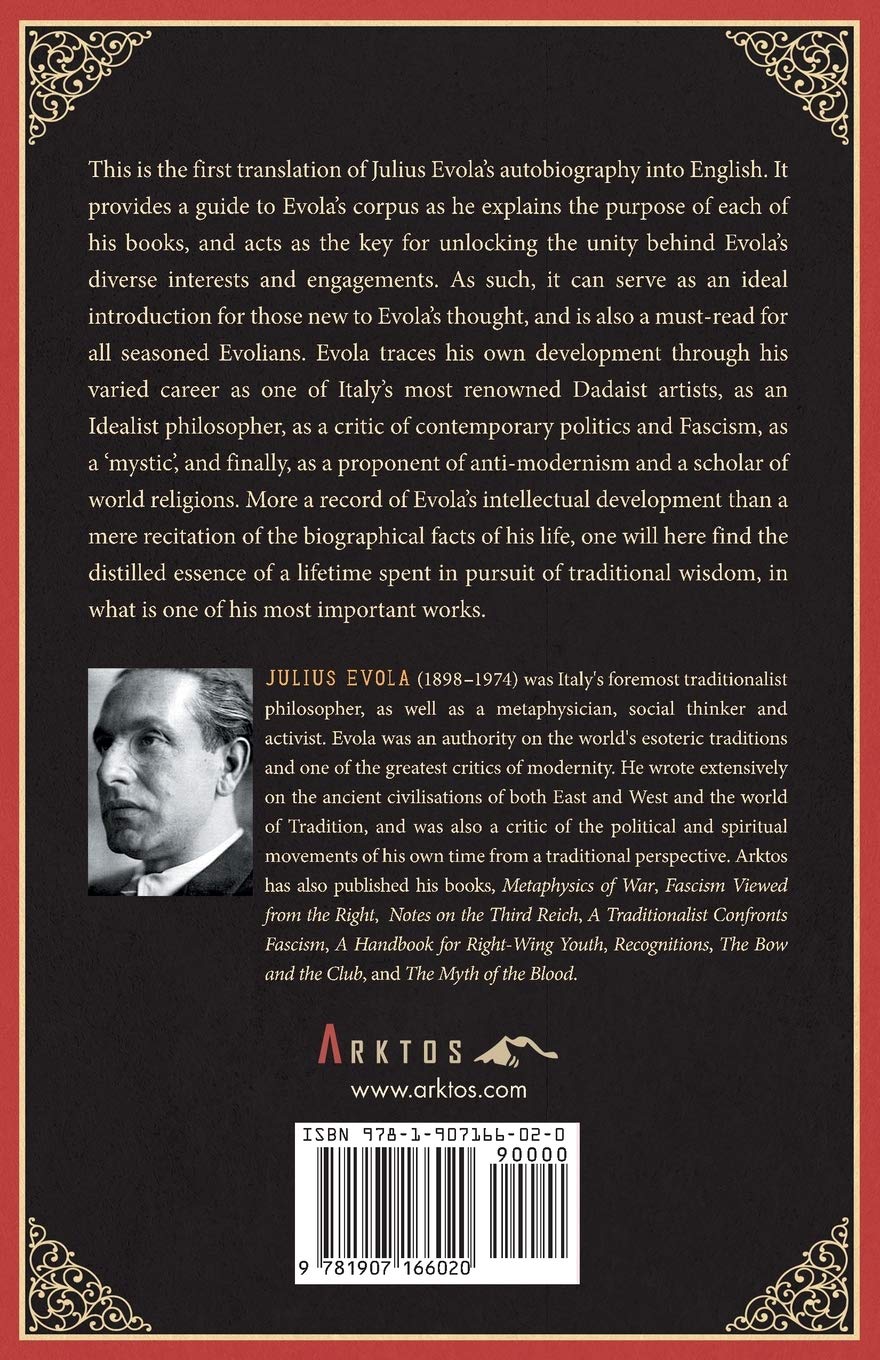 This is the first translation of Julius Evola’s autobiography into English. It
provides a guide to Evola’s corpus as he explains the purpose of each of
his books, and acts as the key for unlocking the unity behind Evola’s
diverse interests and engagements. As such, it can serve as an ideal
introduction for those new to Evola’s thought, and is also a must-read for
all seasoned Evolians. Evola traces his own development through his
varied career as one of Italy’s most renowned Dadaist artists, as an
Idealist philosopher, as a critic of contemporary politics and Fascism, as
a ‘mystic’, and finally, as a proponent of anti-modernism and a scholar of
world religions. More a record of Evola’s intellectual development than a
mere recitation of the biographical facts of his life, one will here find the
distilled essence of a lifetime spent in pursuit of traditional wisdom, in
what is one of his most important works.
JULIUS EVOLA (1898–1974) was Italy's foremost traditionalist
philosopher, as well as a metaphysician, social thinker and
activist. Evola was an authority on the world's esoteric traditions
and one of the greatest critics of modernity. He wrote extensively
on the ancient civilisations of both East and West and the world
of Tradition, and was also a critic of the political and spiritual
movements of his own time from a traditional perspective. Arktos
has also published his books, Metaphysics of War, Fascism Viewed
from the Right, Notes on the Third Reich, A Traditionalist Confronts
Fascism, A Handbook for Right-Wing Youth, Recognitions, The Bow
and the Club, and The Myth of the Blood.
ARKTOS
www.arktos.com
ISBN 978-1-907166-02-0
90000
9 781907 166020